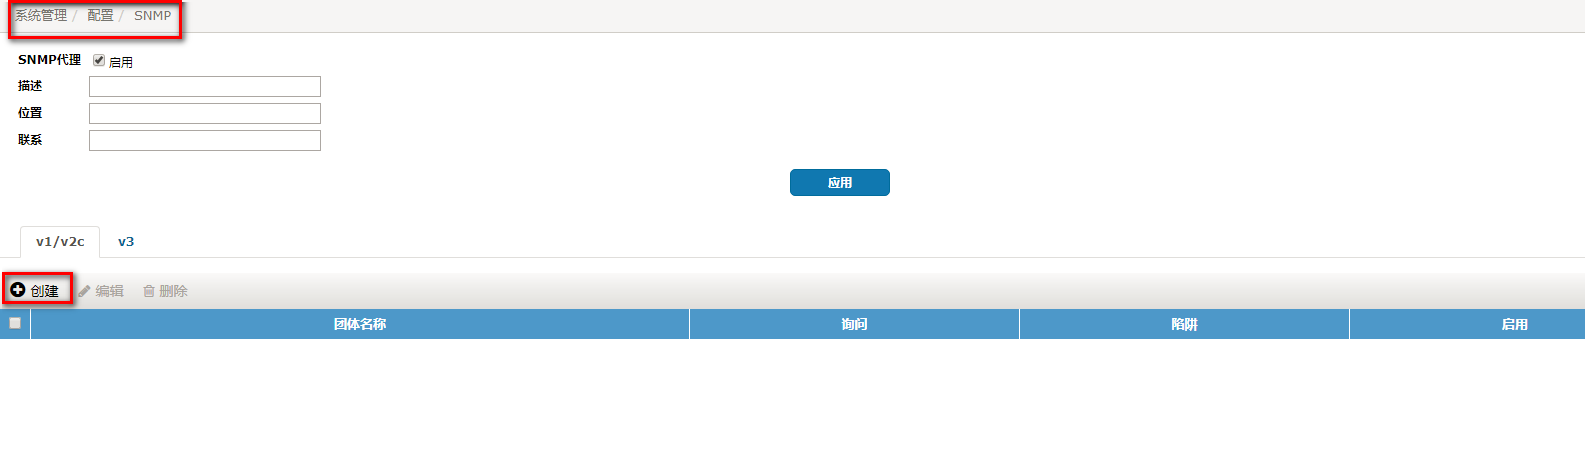 系统管理 / 配置 / SNMP
SNMP代理 启用
描述
位置
联系
应用
v1/v2c v3
创建 编辑 删除
团体名称 询问 陷阱 启用